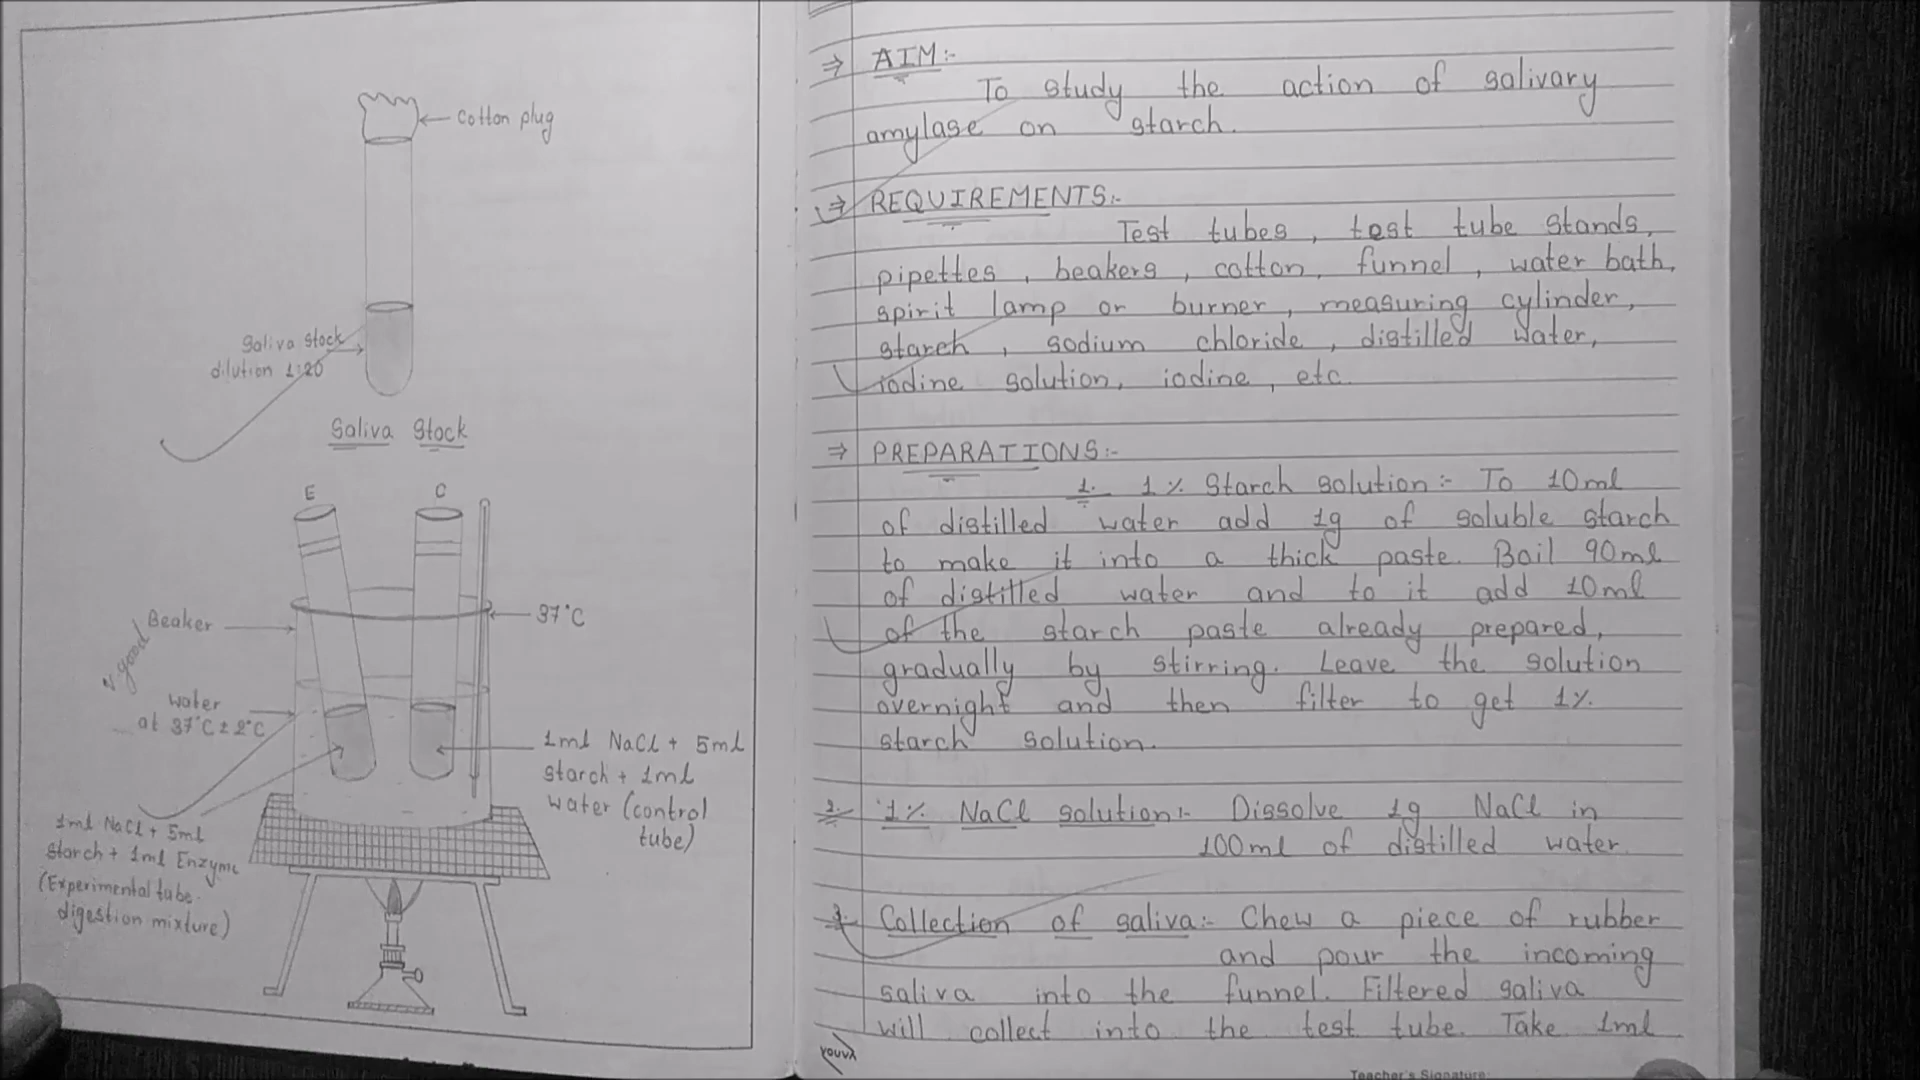 Cotton plug
Saliva stock
dilution 1:20
Saliva Stock
E
C
Beaker
37°C
good
water
at 37°C ± 2°C
1ml NaCl + 5ml
starch + 1ml
water (control
tube)
1ml NaCl + 5ml
starch + 1ml Enzyme
(Experimental tube.
digestion mixture)
⇒ AIM:-
To study the action of salivary
amylase on starch.
⇒ REQUIREMENTS:-
Test tubes, test tube stands,
pipettes, beakers, cotton, funnel, water bath,
spirit lamp or burner, measuring cylinder,
starch, sodium chloride, distilled water,
iodine solution, iodine, etc.
⇒ PREPARATIONS:-
1. 1% Starch solution:- To 10ml
of distilled water add 1g of soluble starch
to make it into a thick paste. Boil 90ml
of distilled water and to it add 10ml
of the starch paste already prepared,
gradually by stirring. Leave the solution
overnight and then filter to get 1%
starch solution.
2. 1% NaCl solution:- Dissolve 1g NaCl in
100ml of distilled water.
3. Collection of saliva:- Chew a piece of rubber
and pour the incoming
saliva into the funnel. Filtered saliva
will collect into the test tube. Take 1ml
YOUVA
Teacher's Signature: